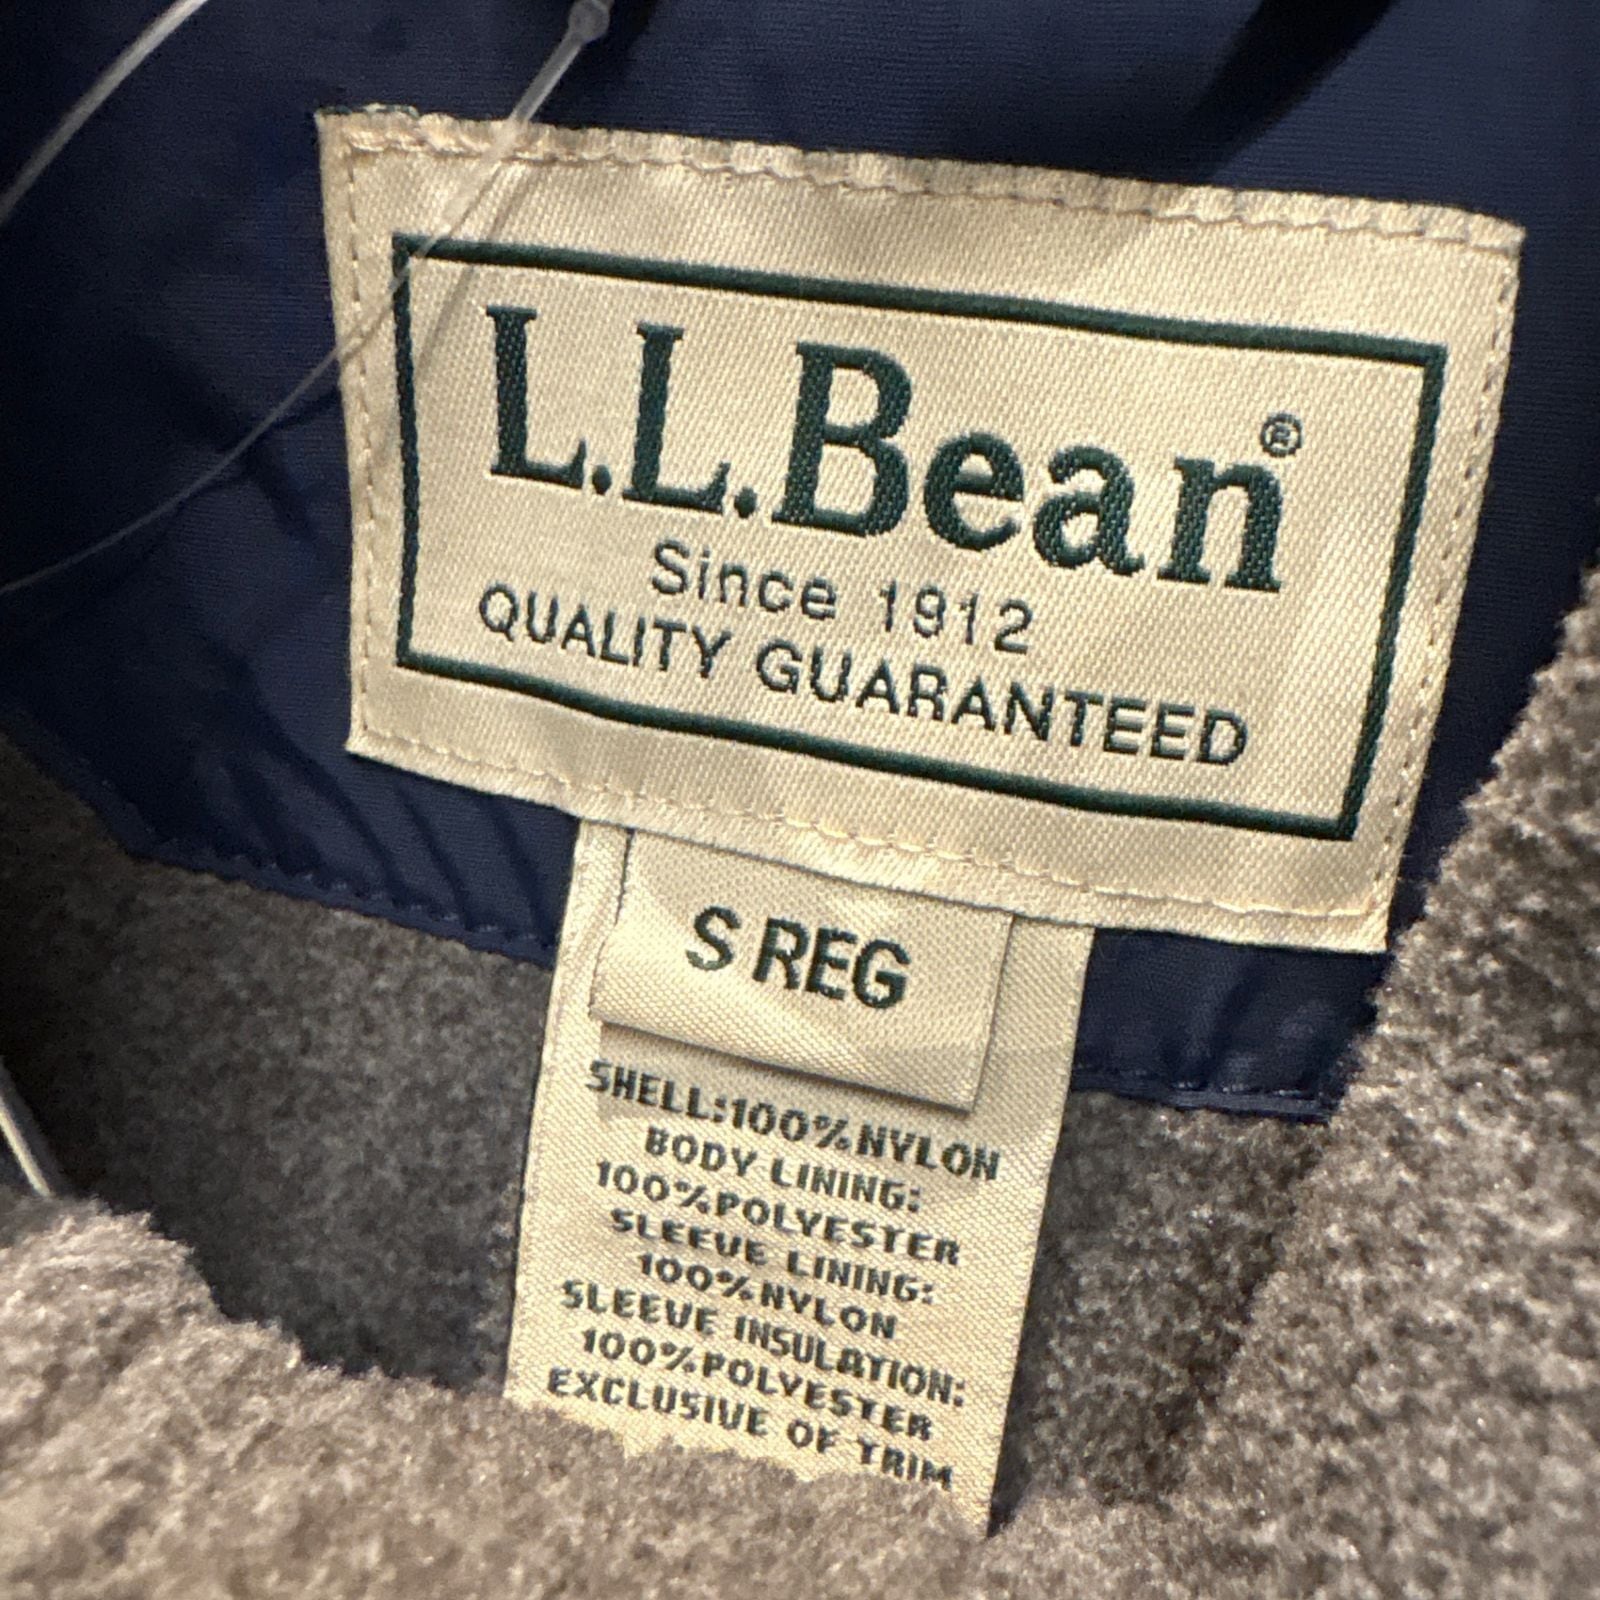 L.L.Bean®
Since 1912
QUALITY GUARANTEED
S REG
SHELL:100%NYLON
BODY LINING:
100%POLYESTER
SLEEVE LINING:
100%NYLON
SLEEVE INSULATION:
100%POLYESTER
EXCLUSIVE OF TRIM